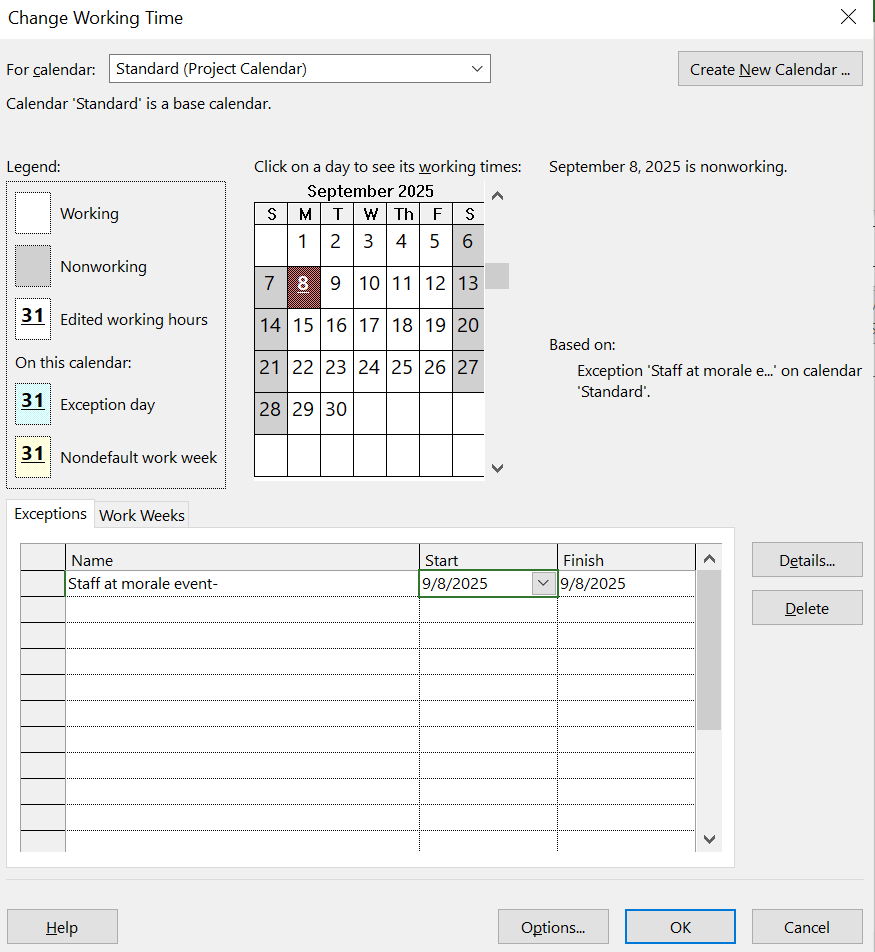 Change Working Time
For calendar: Standard (Project Calendar) Create New Calendar ...
Calendar 'Standard' is a base calendar.
Legend:
Working
Nonworking
31 Edited working hours
On this calendar:
31 Exception day
31 Nondefault work week
Click on a day to see its working times:
September 2025
S M T W Th F S
1 2 3 4 5 6
7 8 9 10 11 12 13
14 15 16 17 18 19 20
21 22 23 24 25 26 27
28 29 30
September 8, 2025 is nonworking.
Based on:
Exception 'Staff at morale e...' on calendar
'Standard'.
Exceptions Work Weeks
Name Start Finish
Staff at morale event- 9/8/2025 9/8/2025
Details...
Delete
Help Options... OK Cancel